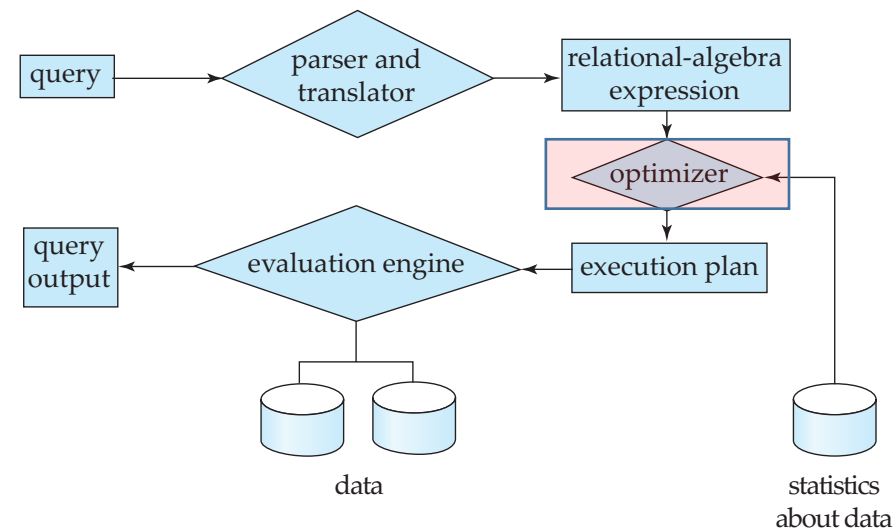 query
parser and
translator
relational-algebra
expression
optimizer
query
output
evaluation engine
execution plan
data
statistics
about data